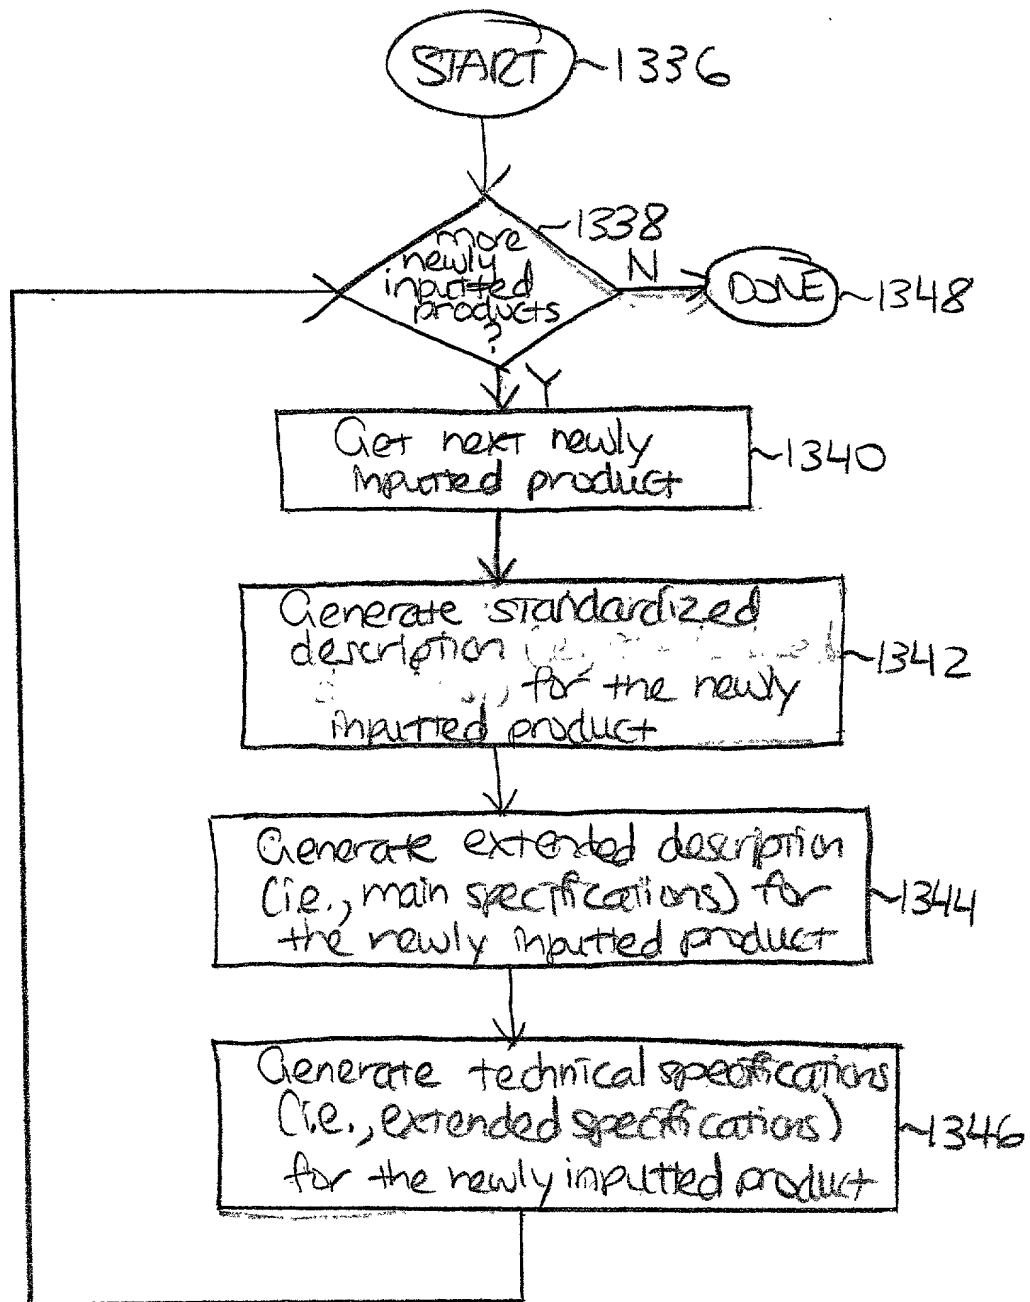 START 1336
1338
more
newly
inputted
products
?
N
DONE 1348
Y
Get next newly
inputted product
1340
Generate standardized
description (i.e.,
) for the newly
inputted product
1342
Generate extended description
(i.e., main specifications) for
the newly inputted product
1344
Generate technical specifications
(i.e., extended specifications)
for the newly inputted product
1346